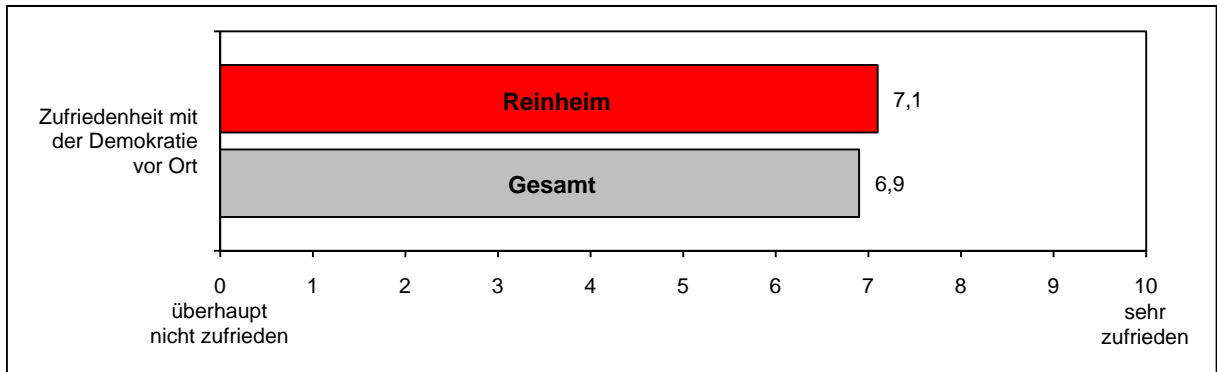 Zufriedenheit mit
der Demokratie
vor Ort
Reinheim
7,1
Gesamt
6,9
0 1 2 3 4 5 6 7 8 9 10
überhaupt
nicht zufrieden
sehr
zufrieden